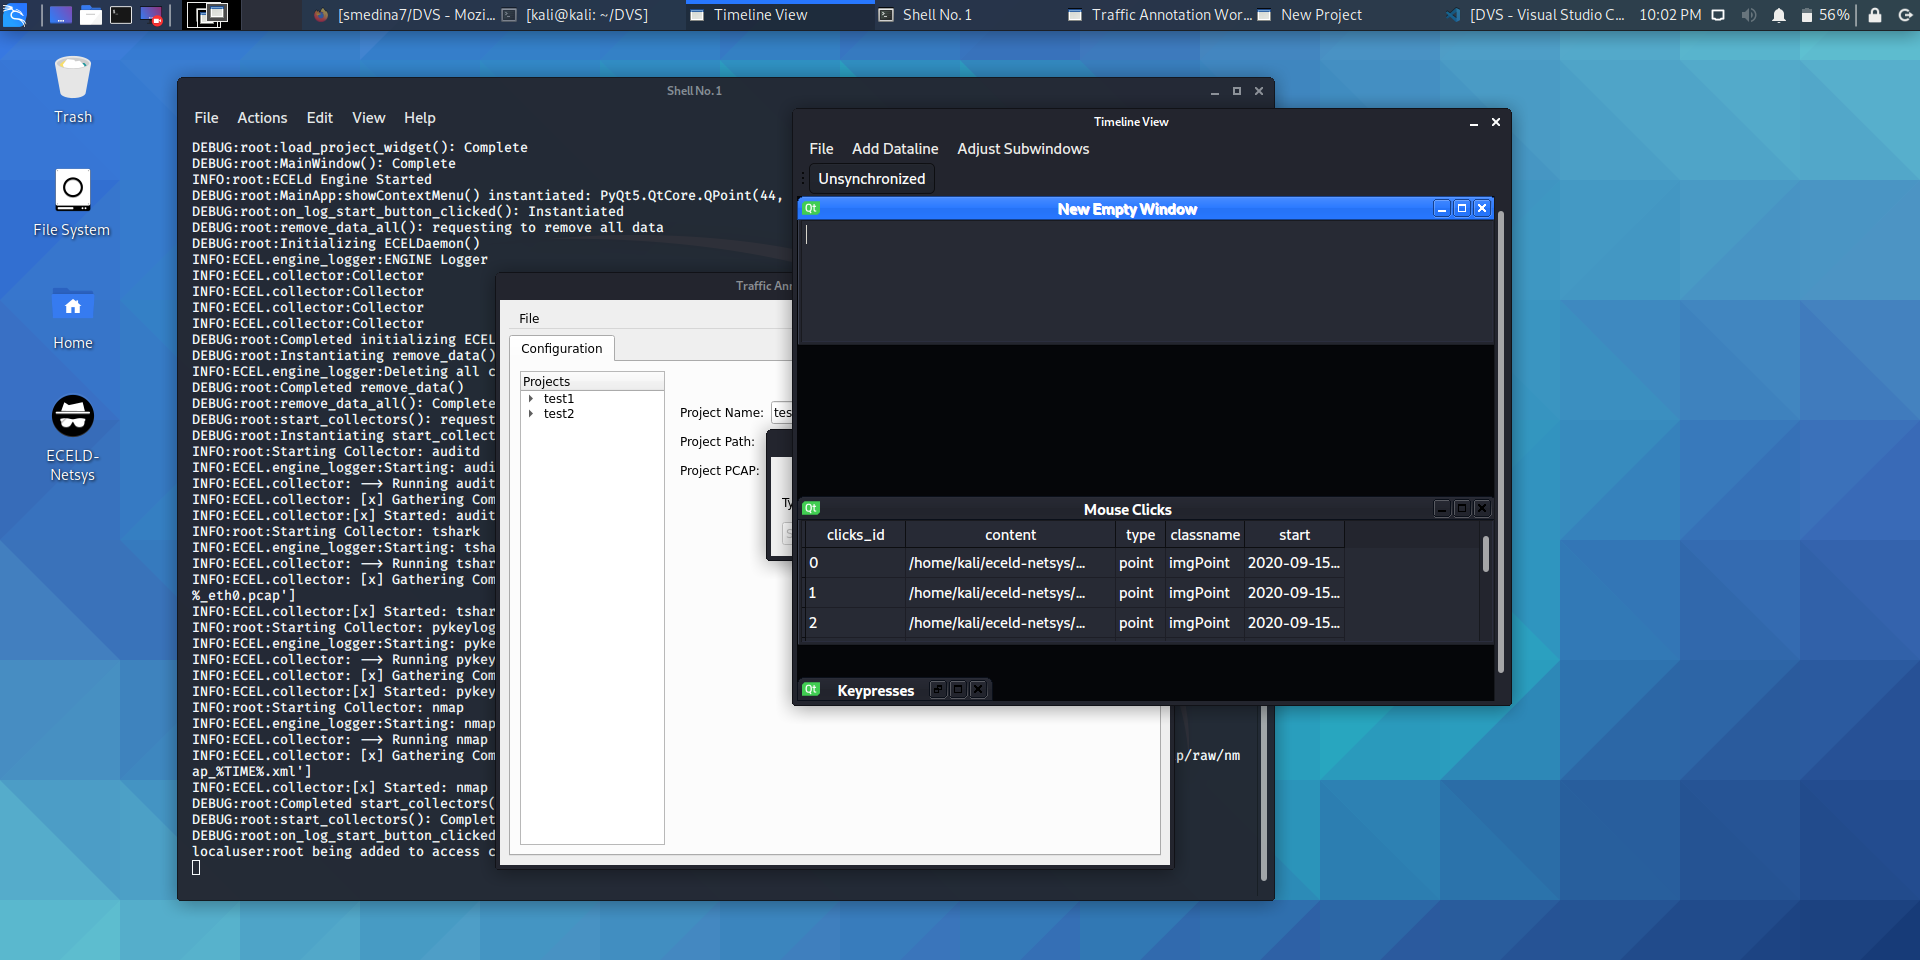 [smedina7/DVS - Mozi...
[kali@kali: ~/DVS]
Timeline View
Shell No. 1
Traffic Annotation Wor...
New Project
[DVS - Visual Studio C...
10:02 PM
56%
Trash
File System
Home
ECELD-
Netsys
Shell No. 1
File Actions Edit View Help
DEBUG:root:load_project_widget(): Complete
DEBUG:root:MainWindow(): Complete
INFO:root:ECELd Engine Started
DEBUG:root:MainApp:showContextMenu() instantiated: PyQt5.QtCore.QPoint(44,
DEBUG:root:on_log_start_button_clicked(): Instantiated
DEBUG:root:remove_data_all(): requesting to remove all data
DEBUG:root:Initializing ECELDaemon()
INFO:ECEL.engine_logger:ENGINE Logger
INFO:ECEL.collector:Collector
INFO:ECEL.collector:Collector
INFO:ECEL.collector:Collector
INFO:ECEL.collector:Collector
DEBUG:root:Completed initializing ECEL
DEBUG:root:Instantiating remove_data()
INFO:ECEL.engine_logger:Deleting all c
DEBUG:root:Completed remove_data()
DEBUG:root:remove_data_all(): Complete
DEBUG:root:start_collectors(): request
DEBUG:root:Instantiating start_collect
INFO:root:Starting Collector: auditd
INFO:ECEL.engine_logger:Starting: audi
INFO:ECEL.collector: --> Running audit
INFO:ECEL.collector: [x] Gathering Com
INFO:ECEL.collector:[x] Started: audit
INFO:root:Starting Collector: tshark
INFO:ECEL.engine_logger:Starting: tsha
INFO:ECEL.collector: --> Running tshar
INFO:ECEL.collector: [x] Gathering Com
%_eth0.pcap']
INFO:ECEL.collector:[x] Started: tshar
INFO:root:Starting Collector: pykeylog
INFO:ECEL.engine_logger:Starting: pyke
INFO:ECEL.collector: --> Running pykey
INFO:ECEL.collector: [x] Gathering Com
INFO:ECEL.collector:[x] Started: pykey
INFO:root:Starting Collector: nmap
INFO:ECEL.engine_logger:Starting: nmap
INFO:ECEL.collector: --> Running nmap
INFO:ECEL.collector: [x] Gathering Com p/raw/nm
ap_%TIME%.xml']
INFO:ECEL.collector:[x] Started: nmap
DEBUG:root:Completed start_collectors(
DEBUG:root:start_collectors(): Complet
DEBUG:root:on_log_start_button_clicked
localuser:root being added to access c
Traffic Ann
File
Configuration
Projects
test1
test2
Project Name: tes
Project Path:
Project PCAP:
Ty
S
Timeline View
File Add Dataline Adjust Subwindows
Unsynchronized
Qt New Empty Window
Qt Mouse Clicks
clicks_id content type classname start
0 /home/kali/eceld-netsys/... point imgPoint 2020-09-15...
1 /home/kali/eceld-netsys/... point imgPoint 2020-09-15...
2 /home/kali/eceld-netsys/... point imgPoint 2020-09-15...
Qt Keypresses